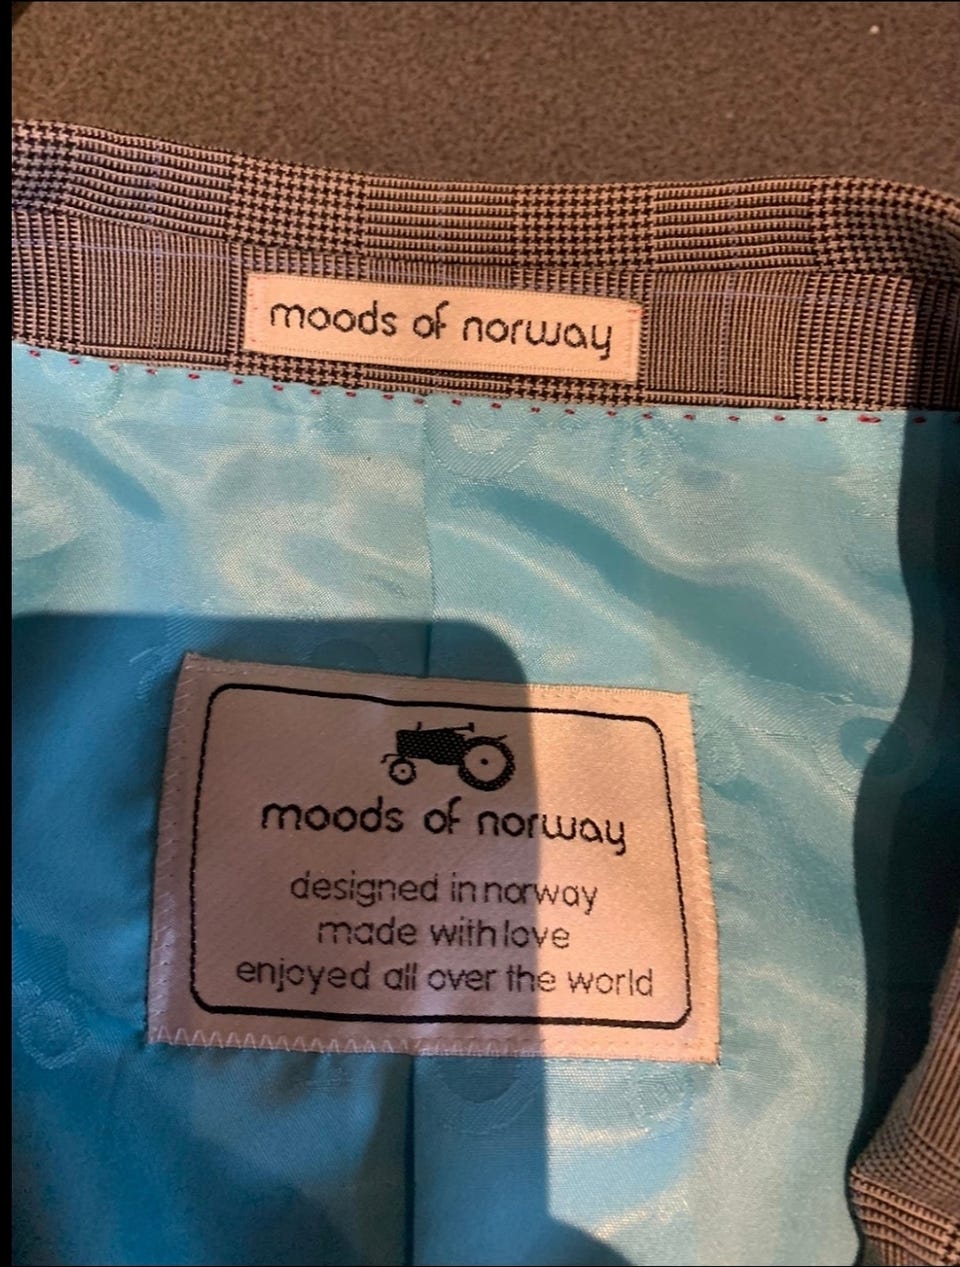 moods of norway
moods of norway
designed in norway
made with love
enjoyed all over the world